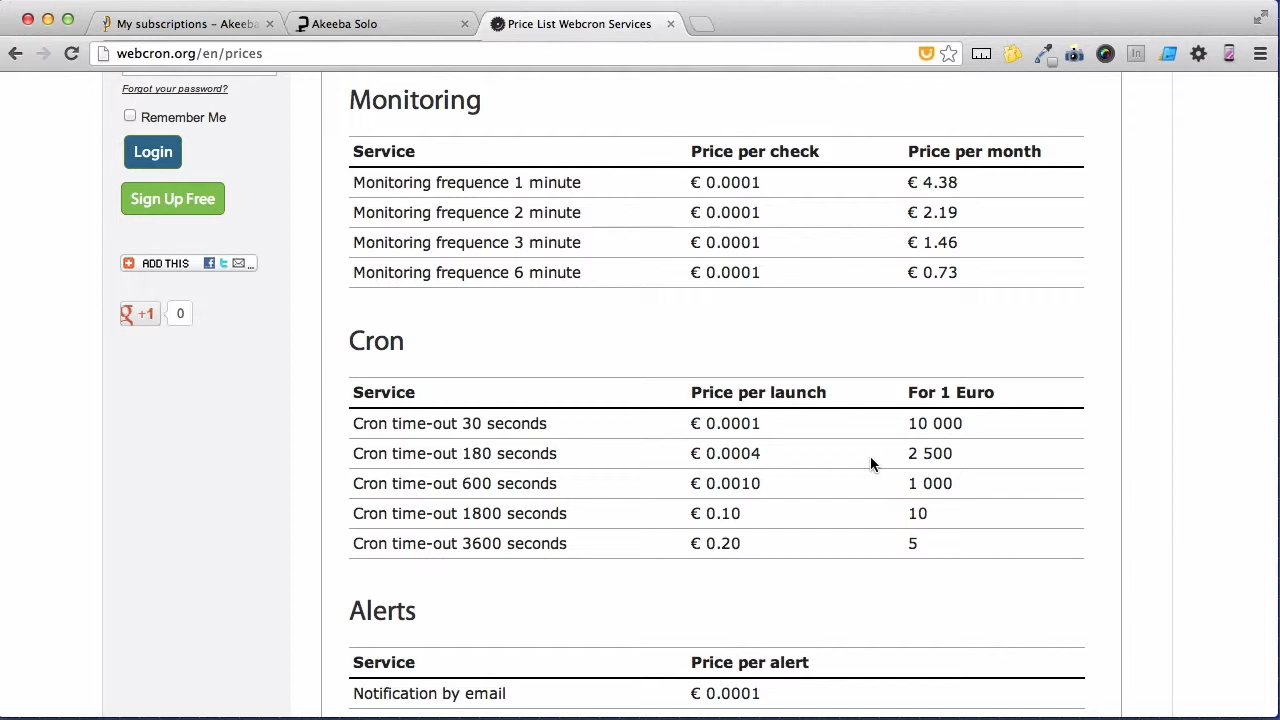 My subscriptions – Akeeba
Akeeba Solo
Price List Webcron Services
webcron.org/en/prices
Forgot your password?
Remember Me
Login
Sign Up Free
ADD THIS
...
g +1
0
Monitoring
Service Price per check Price per month
Monitoring frequence 1 minute € 0.0001 € 4.38
Monitoring frequence 2 minute € 0.0001 € 2.19
Monitoring frequence 3 minute € 0.0001 € 1.46
Monitoring frequence 6 minute € 0.0001 € 0.73
Cron
Service Price per launch For 1 Euro
Cron time-out 30 seconds € 0.0001 10 000
Cron time-out 180 seconds € 0.0004 2 500
Cron time-out 600 seconds € 0.0010 1 000
Cron time-out 1800 seconds € 0.10 10
Cron time-out 3600 seconds € 0.20 5
Alerts
Service Price per alert
Notification by email € 0.0001